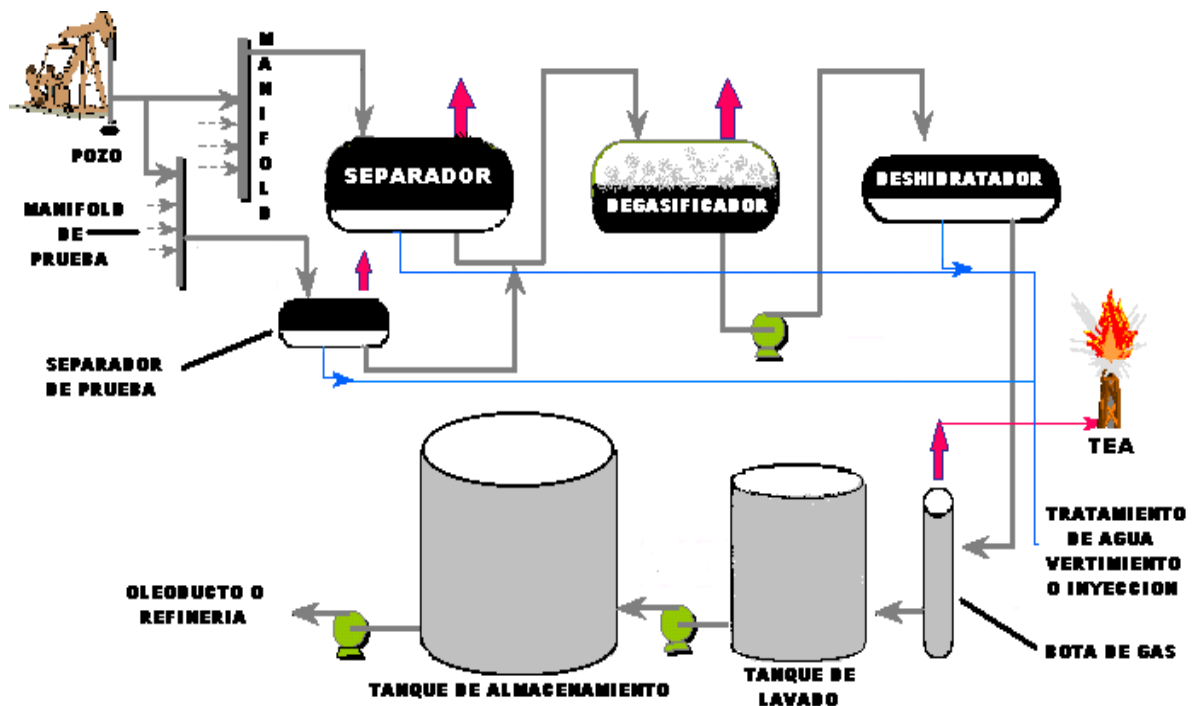 MANIFOLD
POZO
SEPARADOR
DEGASIFICADOR
DESHIDRATADOR
MANIFOLD
DE
PRUEBA
SEPARADOR
DE PRUEBA
TEA
TRATAMIENTO
DE AGUA
VERTIMIENTO
O INYECCION
OLEODUCTO O
REFINERIA
BOTA DE GAS
TANQUE DE ALMACENAMIENTO
TANQUE DE
LAVADO